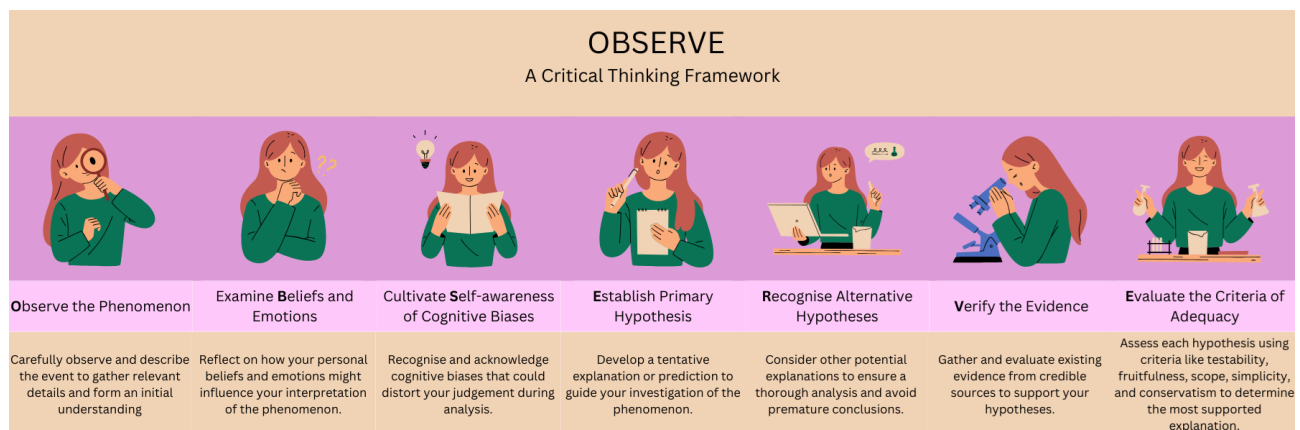 OBSERVE
A Critical Thinking Framework
??
Observe the Phenomenon
Carefully observe and describe
the event to gather relevant
details and form an initial
understanding
Examine Beliefs and
Emotions
Reflect on how your personal
beliefs and emotions might
influence your interpretation
of the phenomenon.
Cultivate Self-awareness
of Cognitive Biases
Recognise and acknowledge
cognitive biases that could
distort your judgement during
analysis.
Establish Primary
Hypothesis
Develop a tentative
explanation or prediction to
guide your investigation of the
phenomenon.
Recognise Alternative
Hypotheses
Consider other potential
explanations to ensure a
thorough analysis and avoid
premature conclusions.
Verify the Evidence
Gather and evaluate existing
evidence from credible
sources to support your
hypotheses.
Evaluate the Criteria of
Adequacy
Assess each hypothesis using
criteria like testability,
fruitfulness, scope, simplicity,
and conservatism to determine
the most supported
explanation.